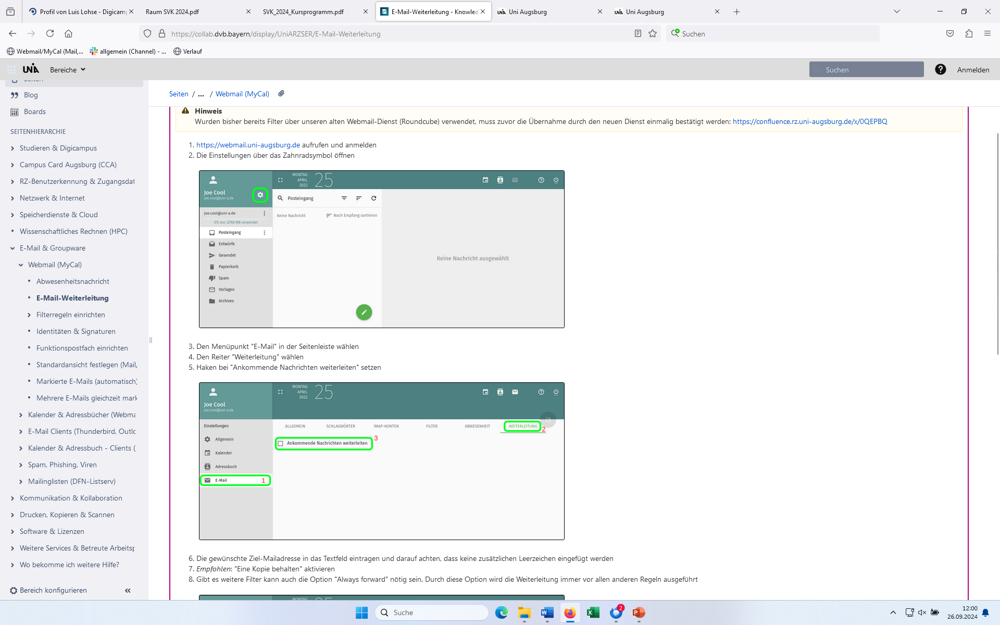 Profil von Luis Lohse - Digicam
Raum SVK 2024.pdf
SVK_2024_Kursprogramm.pdf
E-Mail-Weiterleitung - Knowled
Uni Augsburg
Uni Augsburg
https://collab.dvb.bayern/display/UniARZSER/E-Mail-Weiterleitung
Suchen
Webmail/MyCal (Mail,...
allgemein (Channel) - ...
Verlauf
UNIA
Bereiche
Suchen
Anmelden
Seiten
Blog
Boards
SEITENHIERARCHIE
Studieren & Digicampus
Campus Card Augsburg (CCA)
RZ-Benutzerkennung & Zugangsdat
Netzwerk & Internet
Speicherdienste & Cloud
Wissenschaftliches Rechnen (HPC)
E-Mail & Groupware
Webmail (MyCal)
Abwesenheitsnachricht
E-Mail-Weiterleitung
Filterregeln einrichten
Identitäten & Signaturen
Funktionspostfach einrichten
Standardansicht festlegen (Mail,
Markierte E-Mails (automatisch)
Mehrere E-Mails gleichzeit mark
Kalender & Adressbücher (Webma
E-Mail Clients (Thunderbird, Outlo
Kalender & Adressbuch - Clients (
Spam, Phishing, Viren
Mailinglisten (DFN-Listserv)
Kommunikation & Kollaboration
Drucken, Kopieren & Scannen
Software & Lizenzen
Weitere Services & Betreute Arbeitsp
Wo bekomme ich weitere Hilfe?
Bereich konfigurieren
Seiten / ... / Webmail (MyCal)
Hinweis
Wurden bisher bereits Filter über unseren alten Webmail-Dienst (Roundcube) verwendet, muss zuvor die Übernahme durch den neuen Dienst einmalig bestätigt werden: https://confluence.rz.uni-augsburg.de/x/0QEPBQ
1. https://webmail.uni-augsburg.de aufrufen und anmelden
2. Die Einstellungen über das Zahnradsymbol öffnen
MONTAG
APRIL
2022
25
Joe Cool
joe.cool@uni-a.de
joe.cool@uni-a.de
0% von 32768 MB verwendet
Posteingang
Entwürfe
Gesendet
Papierkorb
Spam
Vorlagen
Archives
Posteingang
Keine Nachricht
Nach Empfang sortieren
Keine Nachricht ausgewählt
3. Den Menüpunkt "E-Mail" in der Seitenleiste wählen
4. Den Reiter "Weiterleitung" wählen
5. Haken bei "Ankommende Nachrichten weiterleiten" setzen
MONTAG
APRIL
2022
25
Joe Cool
joe.cool@uni-a.de
Einstellungen
Allgemein
Kalender
Adressbuch
E-Mail 1
ALLGEMEIN
SCHLAGWÖRTER
IMAP-KONTEN
FILTER
ABWESENHEIT
WEITERLEITUNG 2
Ankommende Nachrichten weiterleiten 3
6. Die gewünschte Ziel-Mailadresse in das Textfeld eintragen und darauf achten, dass keine zusätzlichen Leerzeichen eingefügt werden
7. Empfohlen: "Eine Kopie behalten" aktivieren
8. Gibt es weitere Filter kann auch die Option "Always forward" nötig sein. Durch diese Option wird die Weiterleitung immer vor allen anderen Regeln ausgeführt
MONTAG
Suche
2
12:00
26.09.2024